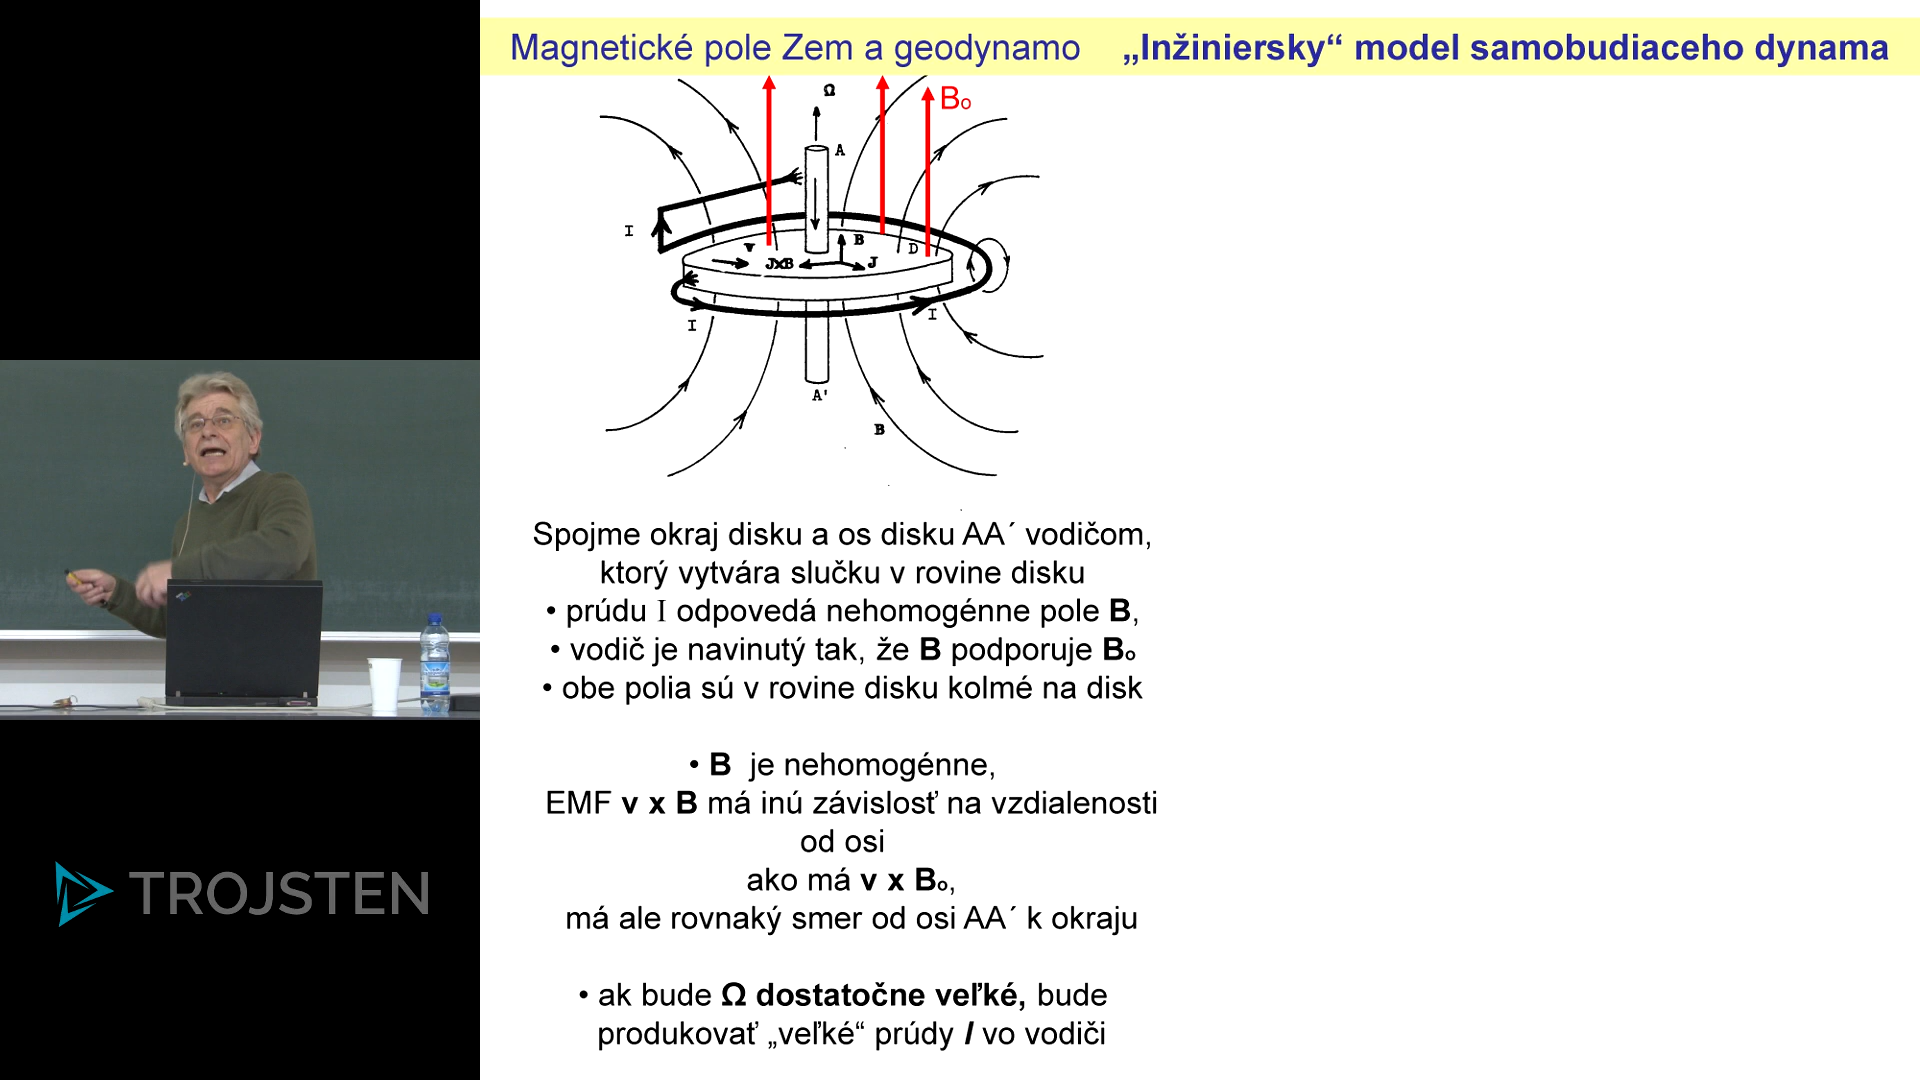 Magnetické pole Zem a geodynamo „Inžiniersky“ model samobudiaceho dynama
Ω
Bo
A
I
v
B
D
JxB
J
I
I
A'
B
Spojme okraj disku a os disku AA´ vodičom,
ktorý vytvára slučku v rovine disku
• prúdu I odpovedá nehomogénne pole B,
• vodič je navinutý tak, že B podporuje Bo
• obe polia sú v rovine disku kolmé na disk
• B je nehomogénne,
EMF v x B má inú závislosť na vzdialenosti
od osi
ako má v x Bo,
má ale rovnaký smer od osi AA´ k okraju
• ak bude Ω dostatočne veľké, bude
produkovať „veľké“ prúdy I vo vodiči
TROJSTEN